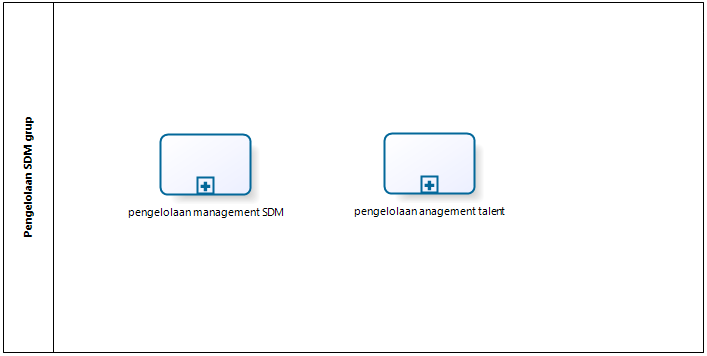 Pengelolaan SDM grup
pengelolaan management SDM
pengelolaan anagement talent